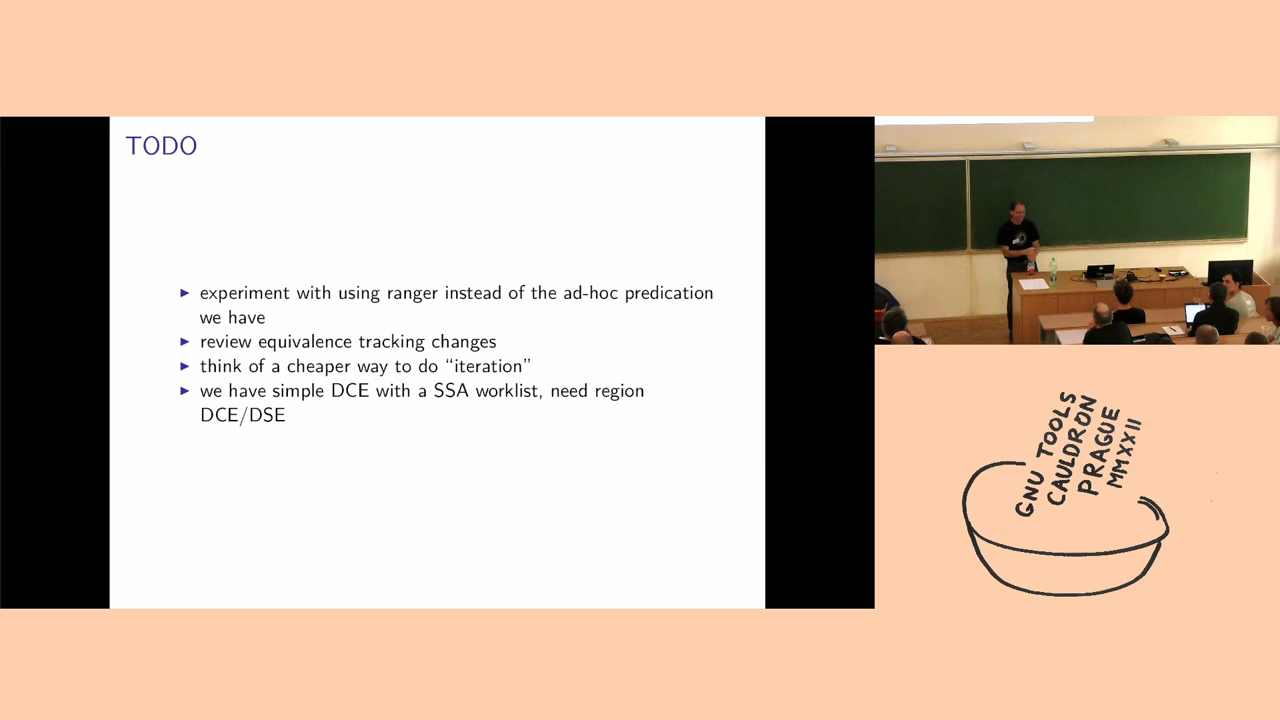 TODO
▶ experiment with using ranger instead of the ad-hoc predication
we have
▶ review equivalence tracking changes
▶ think of a cheaper way to do “iteration”
▶ we have simple DCE with a SSA worklist, need region
DCE/DSE
GNU TOOLS
CAULDRON
PRAGUE
MMXXII